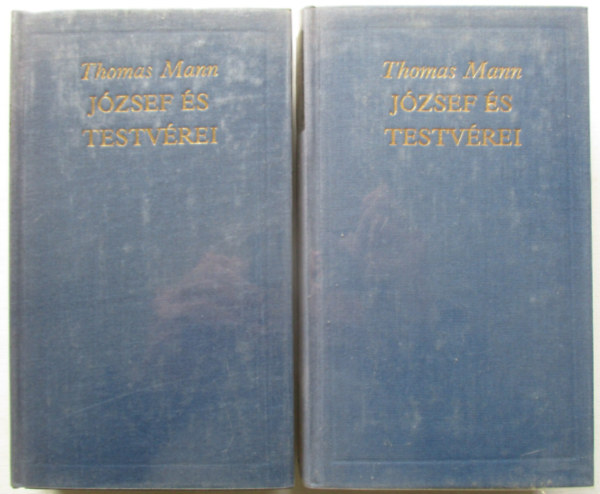 Thomas Mann
JÓZSEF ÉS
TESTVÉREI
Thomas Mann
JÓZSEF ÉS
TESTVÉREI